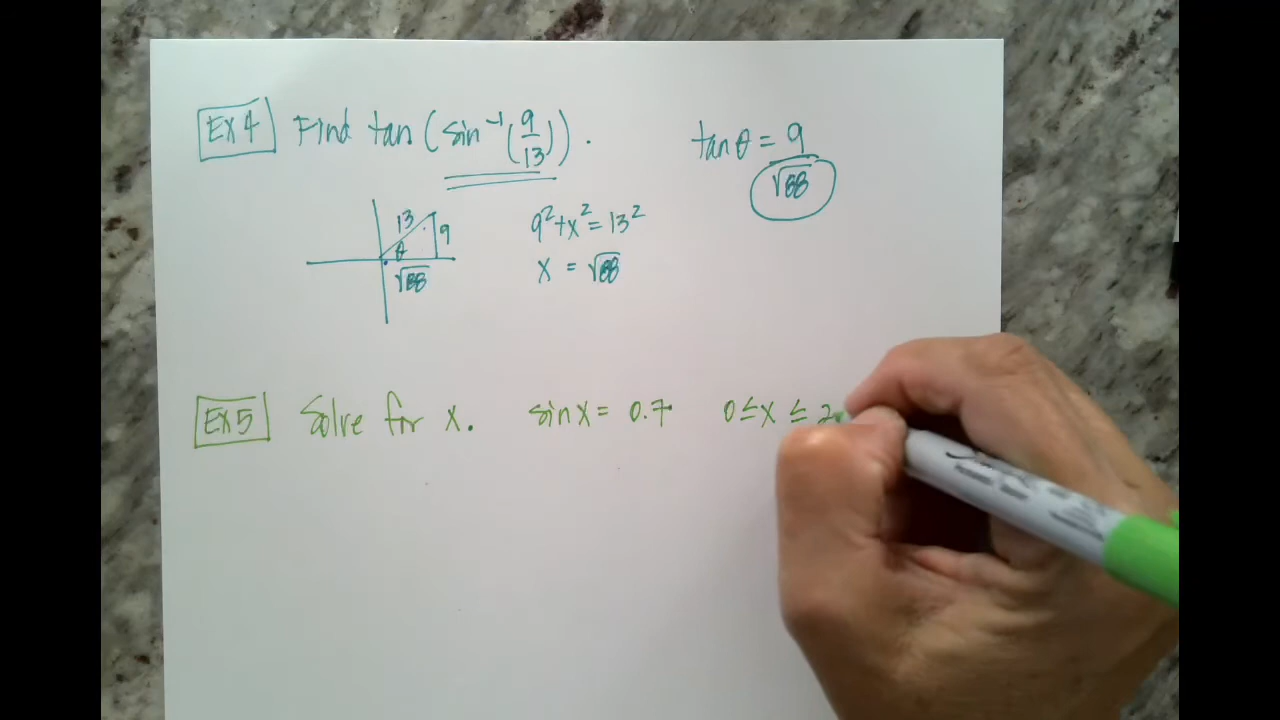 Ex 4 Find tan (sin⁻¹(9/13)). tan θ = 9/√88
13 9 θ √88
9² + x² = 13²
x = √88
Ex 5 Solve for x. sin x = 0.7 0 ≤ x ≤ 2